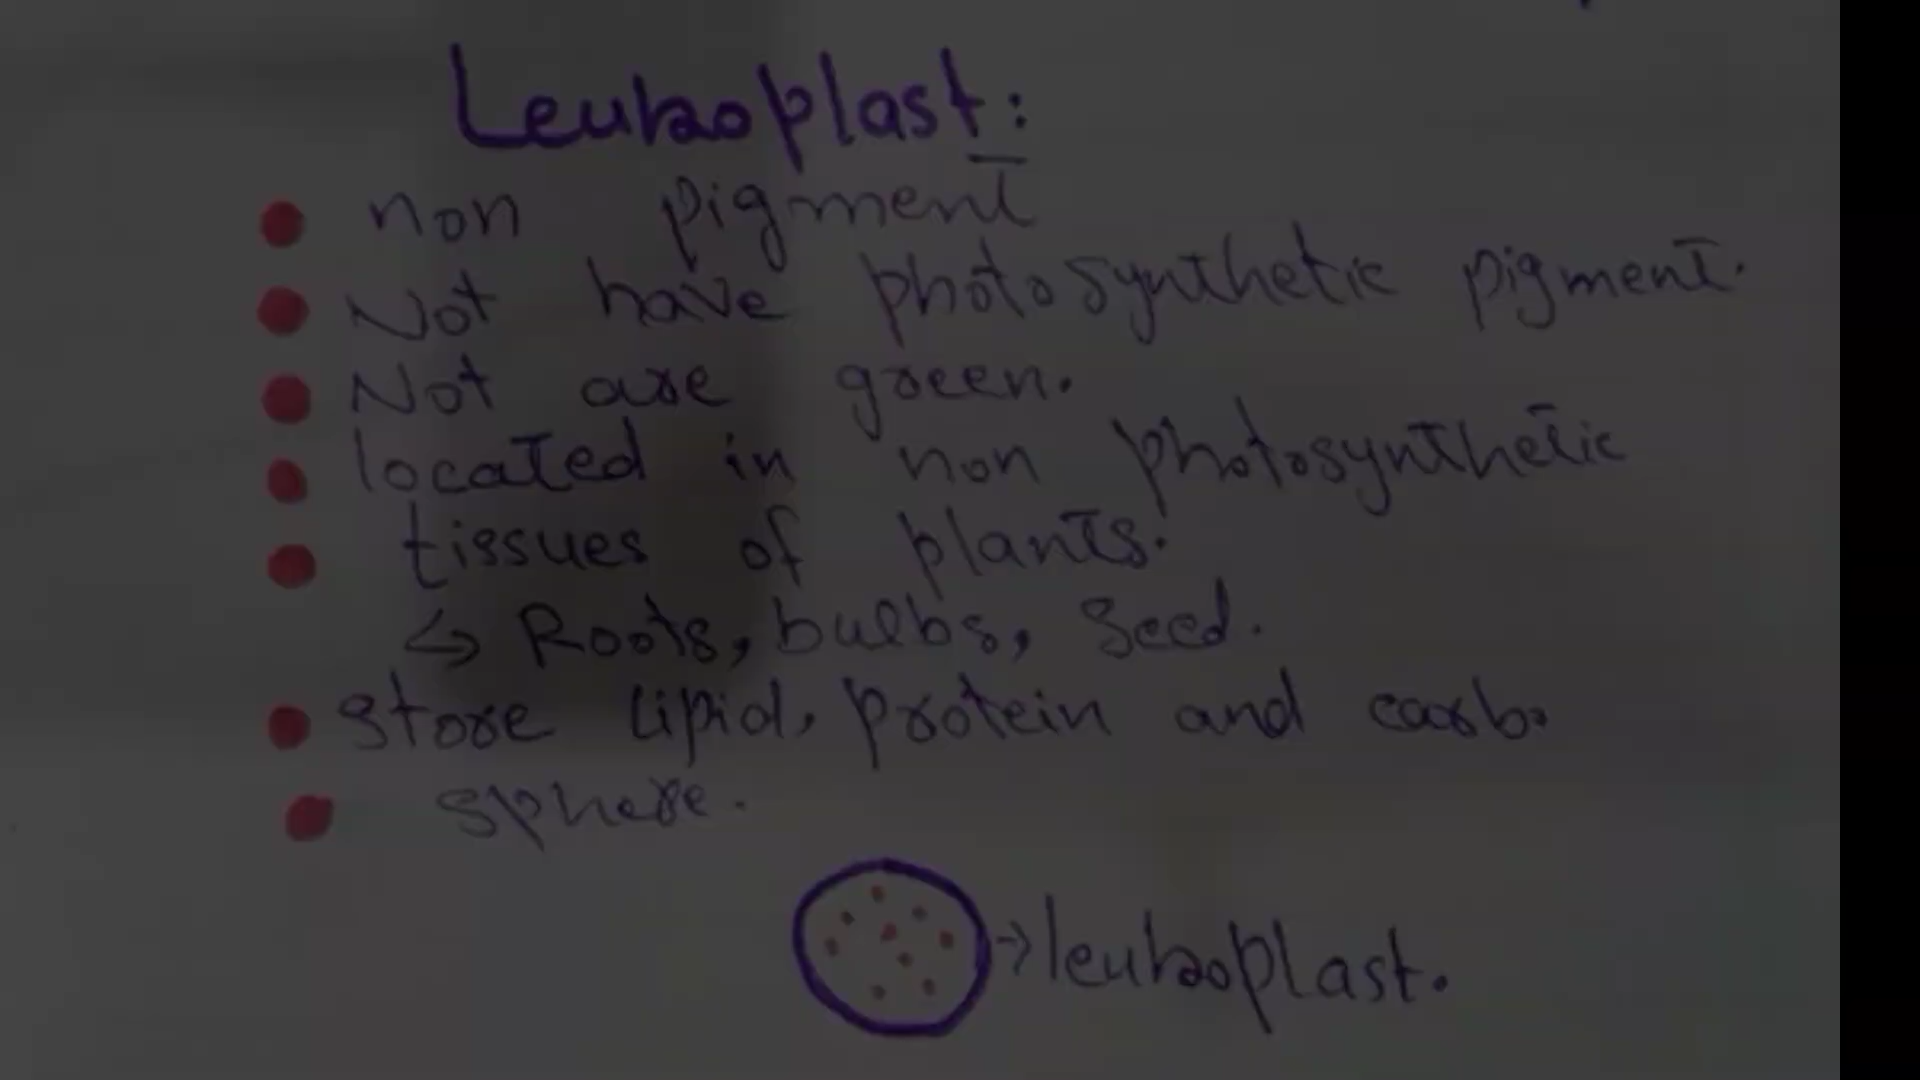 Leukoplast:
non pigment
Not have photosynthetic pigment.
Not are green.
located in non photosynthetic
tissues of plants.
↳ Roots, bulbs, Seed.
store lipid, protein and carb.
sphere.
→ leukoplast.